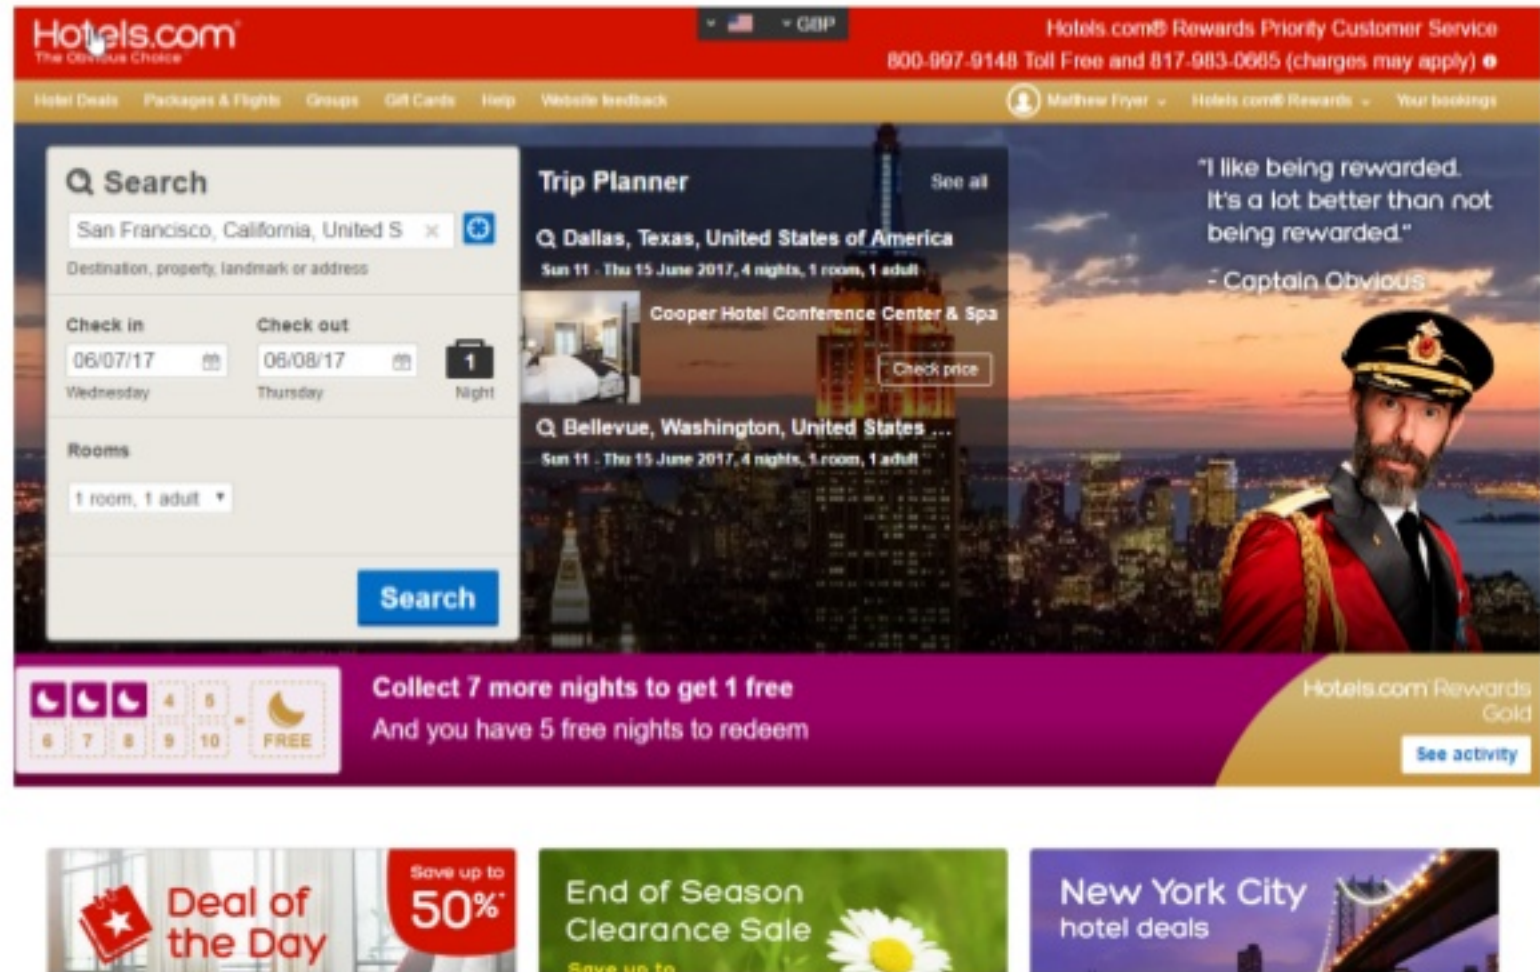 Hotels.com®
The Obvious Choice
GBP
Hotels.com® Rewards Priority Customer Service
800-997-9148 Toll Free and 817-983-0665 (charges may apply)
Hotel Deals Packages & Flights Groups Gift Cards Help Website feedback
Matthew Fryer Hotels.com® Rewards Your bookings
Search
San Francisco, California, United S
Destination, property, landmark or address
Check in Check out
06/07/17 06/08/17 1
Wednesday Thursday Night
Rooms
1 room, 1 adult
Search
Trip Planner See all
Dallas, Texas, United States of America
Sun 11 - Thu 15 June 2017, 4 nights, 1 room, 1 adult
Cooper Hotel Conference Center & Spa
Check price
Bellevue, Washington, United States ...
Sun 11 - Thu 15 June 2017, 4 nights, 1 room, 1 adult
"I like being rewarded.
It's a lot better than not
being rewarded."
- Captain Obvious
4 5
6 7 8 9 10
=
FREE
Collect 7 more nights to get 1 free
And you have 5 free nights to redeem
Hotels.com Rewards
Gold
See activity
Deal of
the Day
Save up to
50%*
End of Season
Clearance Sale
Save up to
New York City
hotel deals